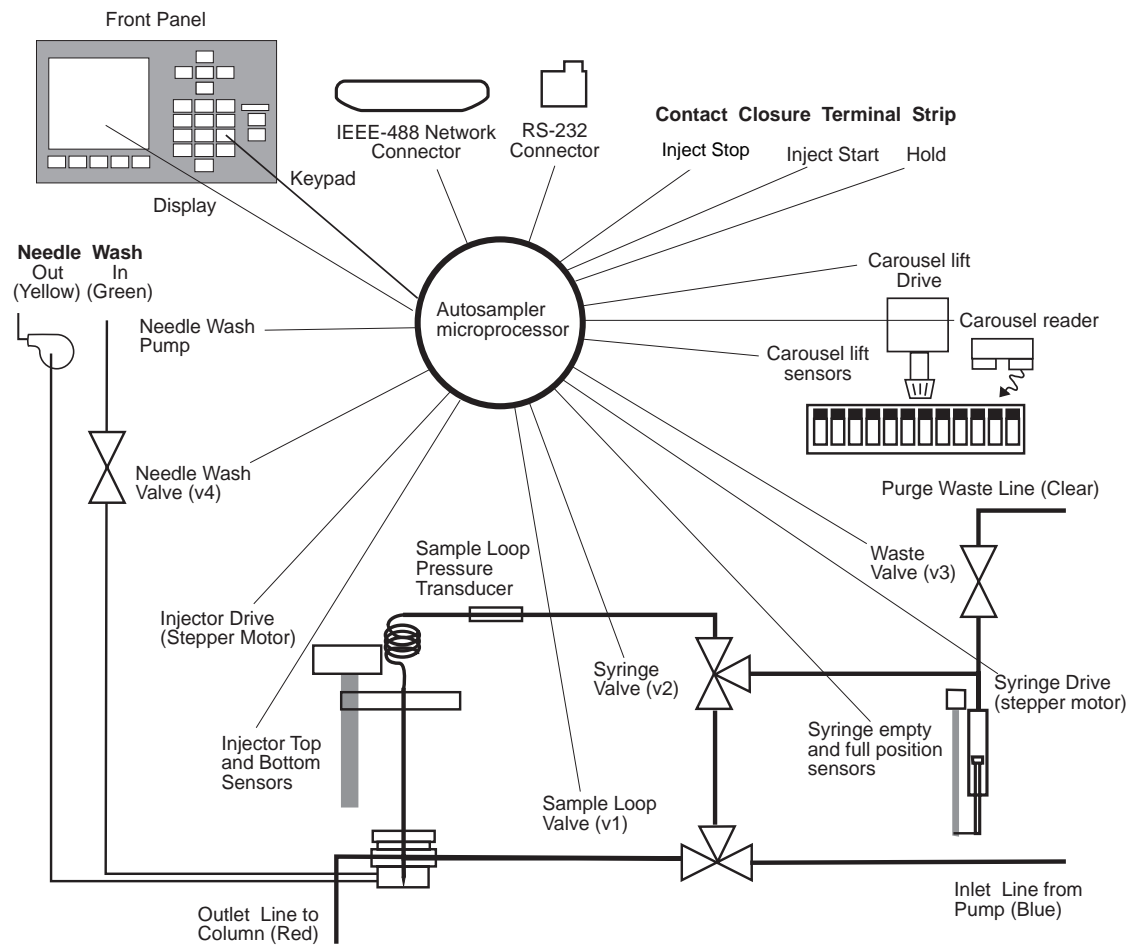 Front Panel
IEEE-488 Network
Connector
RS-232
Connector
Contact Closure Terminal Strip
Inject Stop
Inject Start
Hold
Keypad
Display
Needle Wash
Out
(Yellow)
In
(Green)
Needle Wash
Pump
Autosampler
microprocessor
Carousel lift
Drive
Carousel reader
Carousel lift
sensors
Needle Wash
Valve (v4)
Purge Waste Line (Clear)
Sample Loop
Pressure
Transducer
Waste
Valve (v3)
Injector Drive
(Stepper Motor)
Syringe
Valve (v2)
Syringe Drive
(stepper motor)
Injector Top
and Bottom
Sensors
Syringe empty
and full position
sensors
Sample Loop
Valve (v1)
Outlet Line to
Column (Red)
Inlet Line from
Pump (Blue)